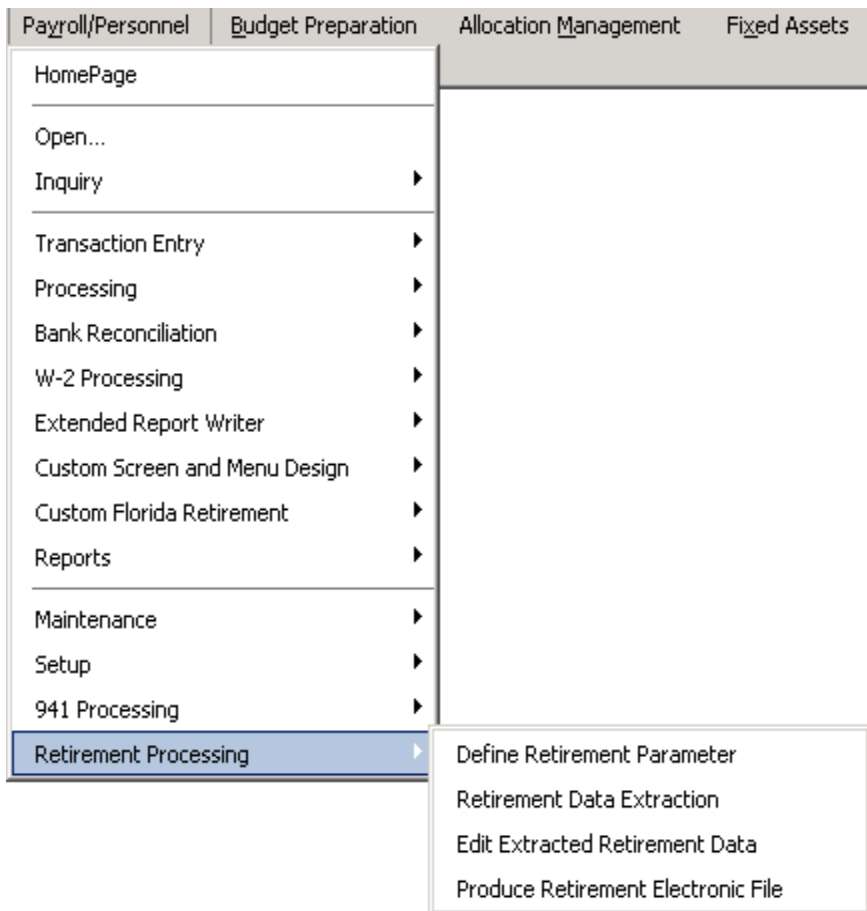 Payroll/Personnel Budget Preparation Allocation Management Fixed Assets
HomePage
Open...
Inquiry
Transaction Entry
Processing
Bank Reconciliation
W-2 Processing
Extended Report Writer
Custom Screen and Menu Design
Custom Florida Retirement
Reports
Maintenance
Setup
941 Processing
Retirement Processing
Define Retirement Parameter
Retirement Data Extraction
Edit Extracted Retirement Data
Produce Retirement Electronic File